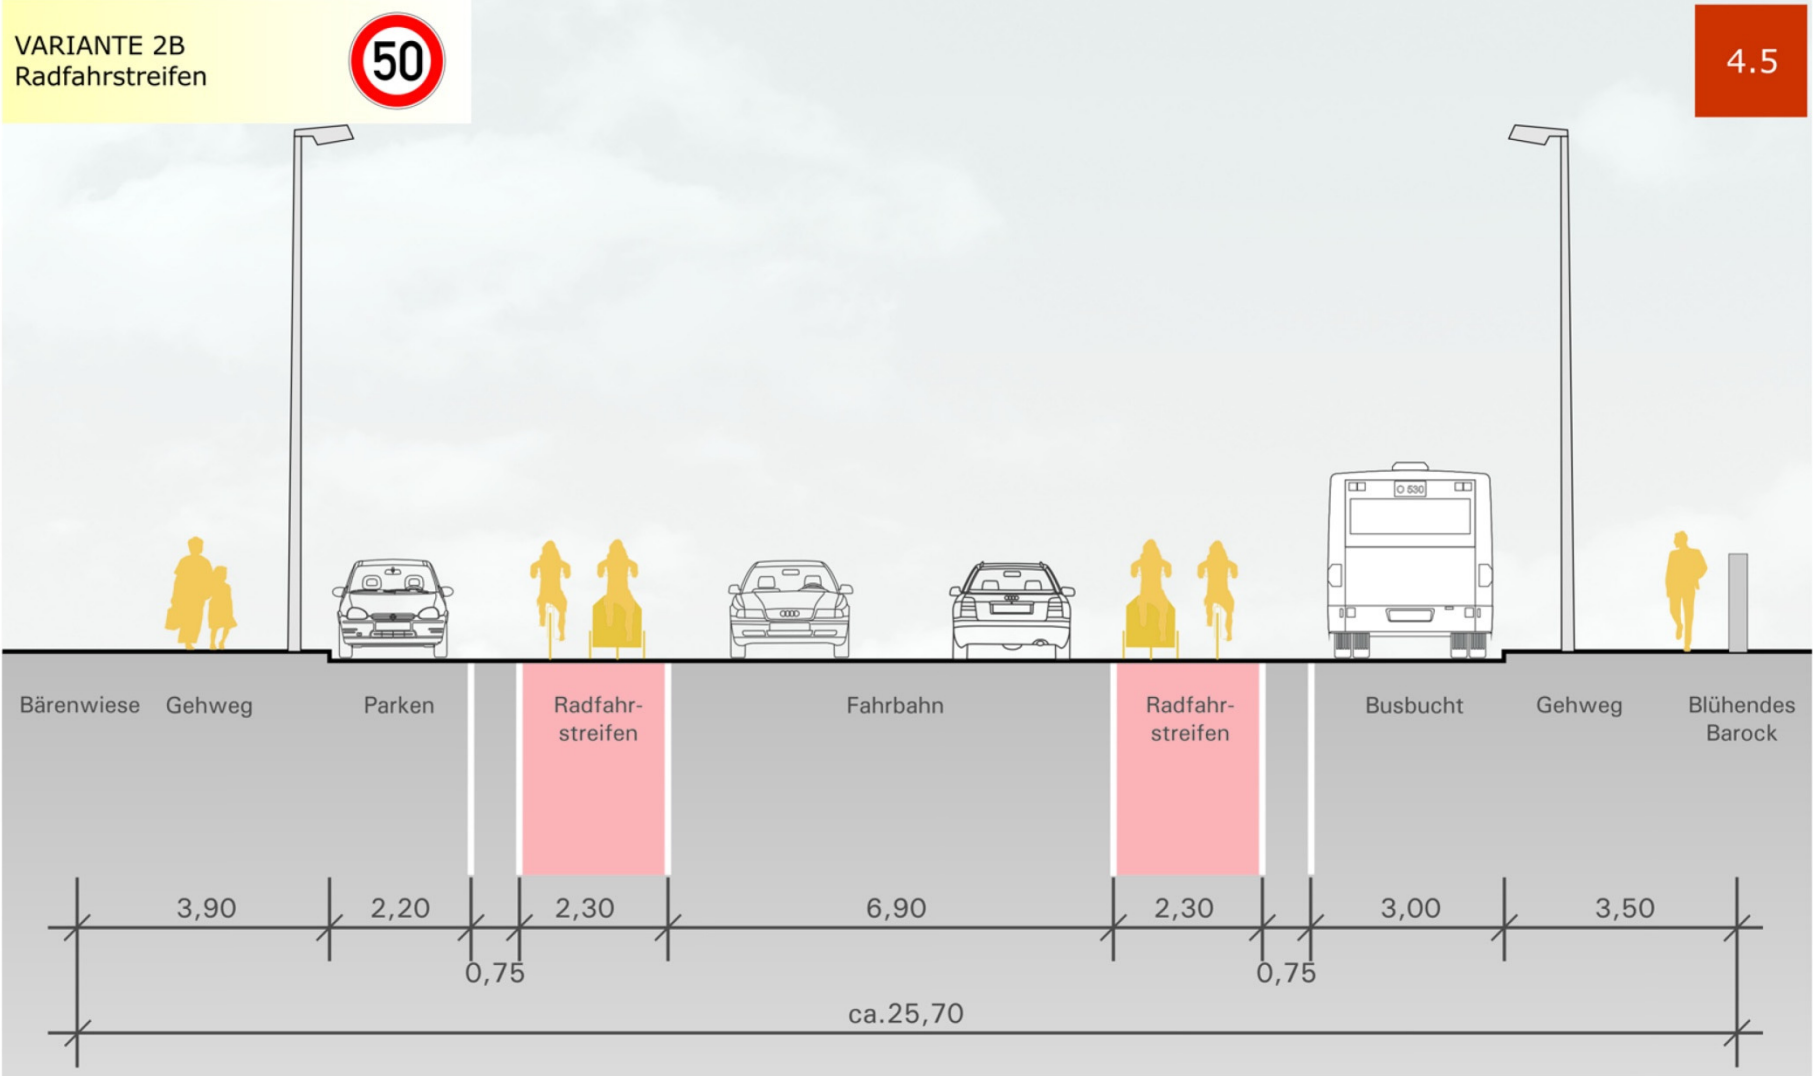 VARIANTE 2B
Radfahrstreifen
50
4.5
O 530
Bärenwiese
Gehweg
Parken
Radfahr-
streifen
Fahrbahn
Radfahr-
streifen
Busbucht
Gehweg
Blühendes
Barock
3,90
2,20
2,30
6,90
2,30
3,00
3,50
0,75
0,75
ca.25,70